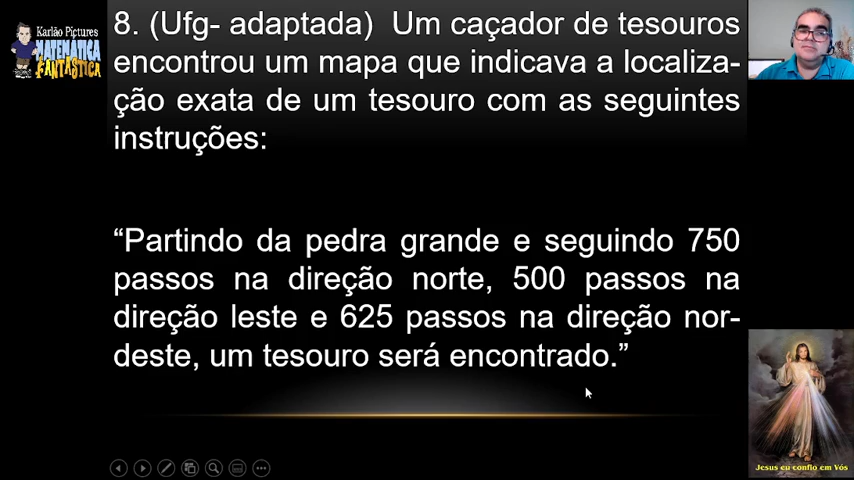 Karlão Pictures
MATEMÁTICA
FANTÁSTICA
8. (Ufg- adaptada) Um caçador de tesouros
encontrou um mapa que indicava a localiza-
ção exata de um tesouro com as seguintes
instruções:
“Partindo da pedra grande e seguindo 750
passos na direção norte, 500 passos na
direção leste e 625 passos na direção nor-
deste, um tesouro será encontrado.”
Jesus eu confio em Vós